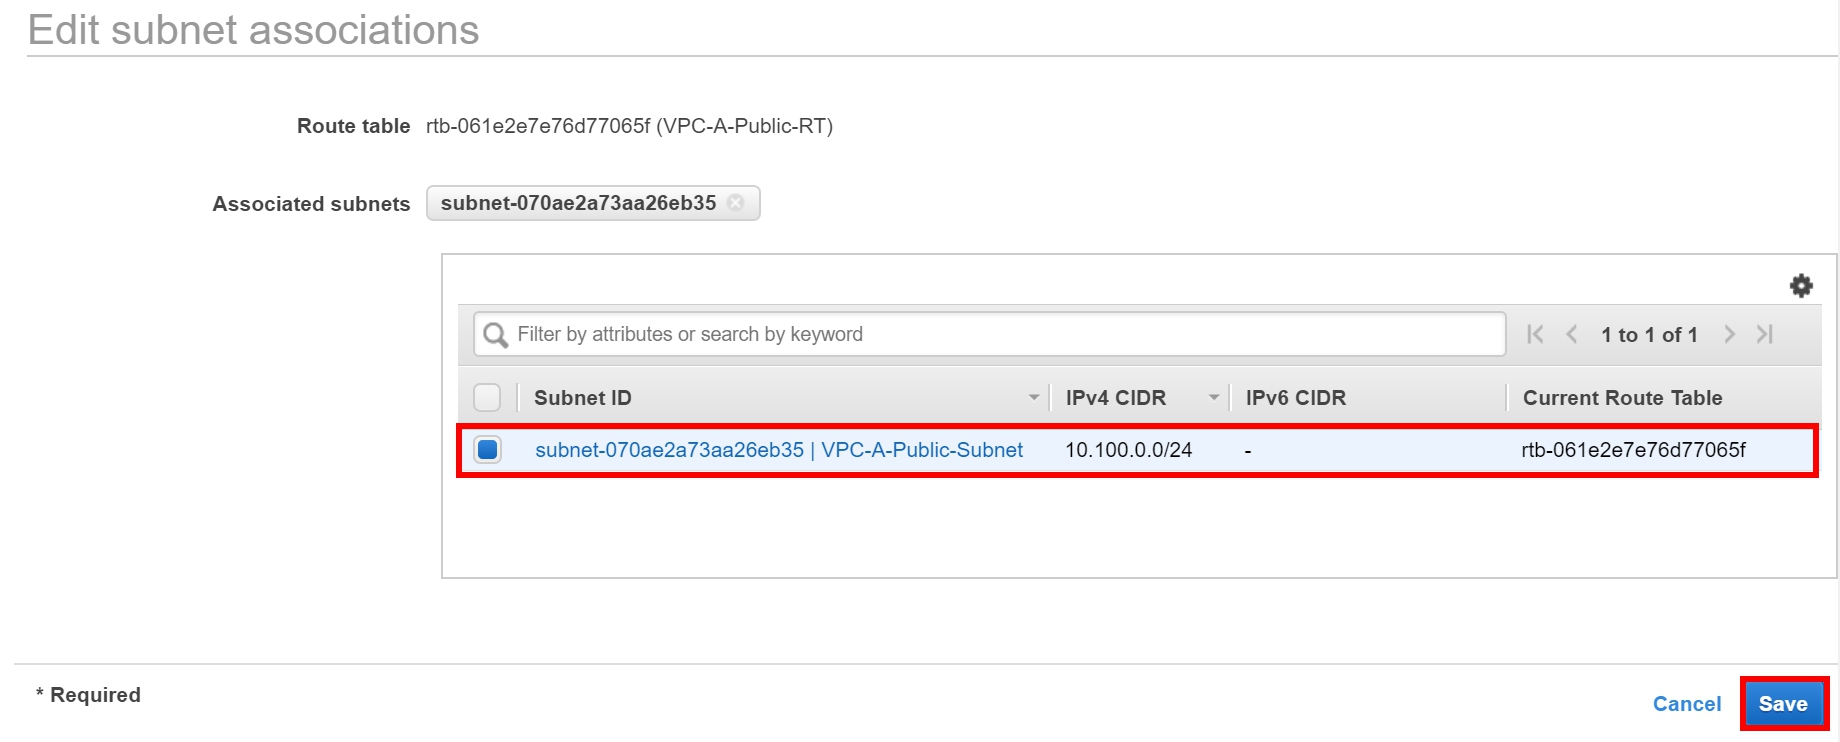 Edit subnet associations
Route table rtb-061e2e7e76d77065f (VPC-A-Public-RT)
Associated subnets subnet-070ae2a73aa26eb35
Filter by attributes or search by keyword 1 to 1 of 1
Subnet ID IPv4 CIDR IPv6 CIDR Current Route Table
subnet-070ae2a73aa26eb35 | VPC-A-Public-Subnet 10.100.0.0/24 - rtb-061e2e7e76d77065f
* Required
Cancel Save